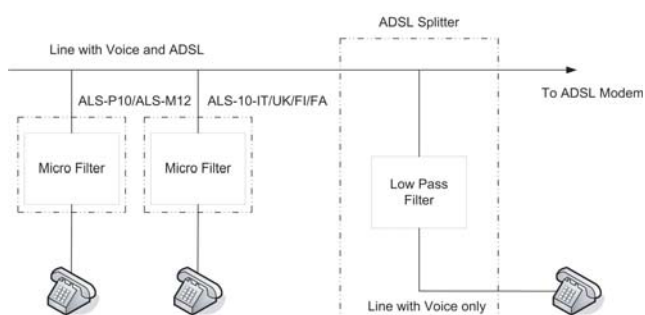 ADSL Splitter
Line with Voice and ADSL
To ADSL Modem
ALS-P10/ALS-M12
ALS-10-IT/UK/FI/FA
Micro Filter
Micro Filter
Low Pass
Filter
Line with Voice only